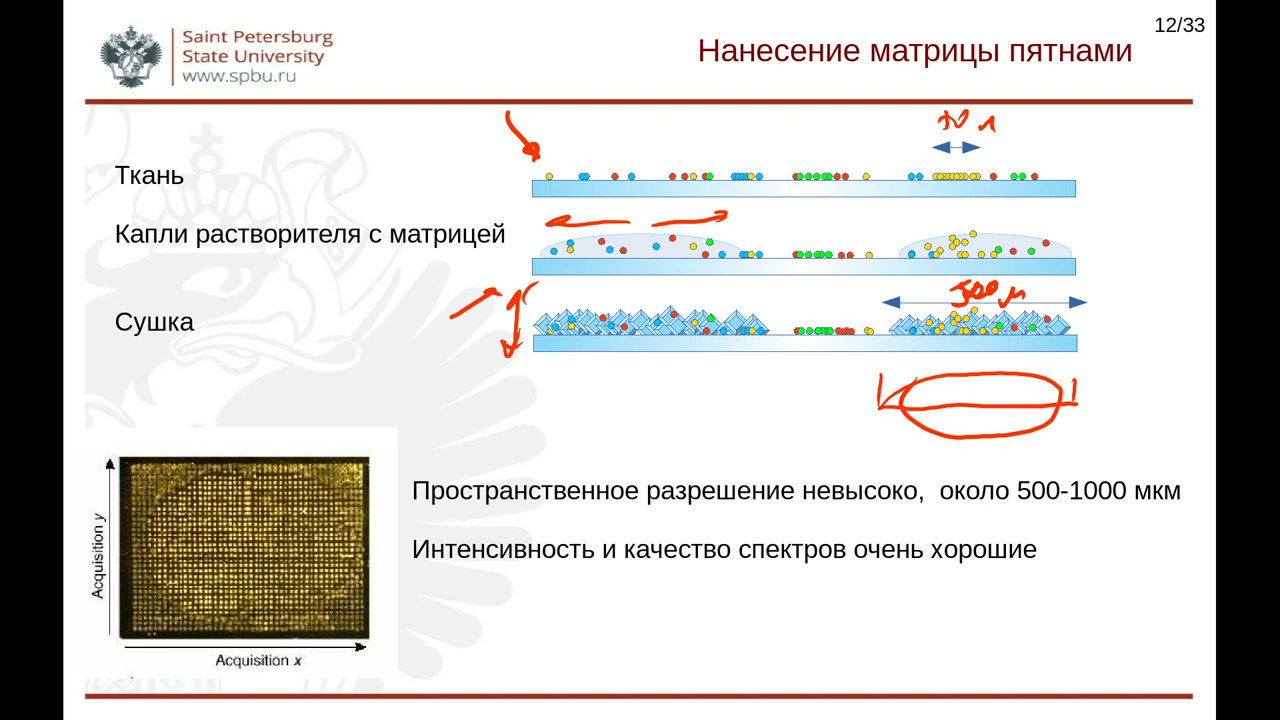 12/33
Saint Petersburg
State University
www.spbu.ru
Нанесение матрицы пятнами
Ткань
Капли растворителя с матрицей
Сушка
Acquisition y
Acquisition x
Пространственное разрешение невысоко, около 500-1000 мкм
Интенсивность и качество спектров очень хорошие